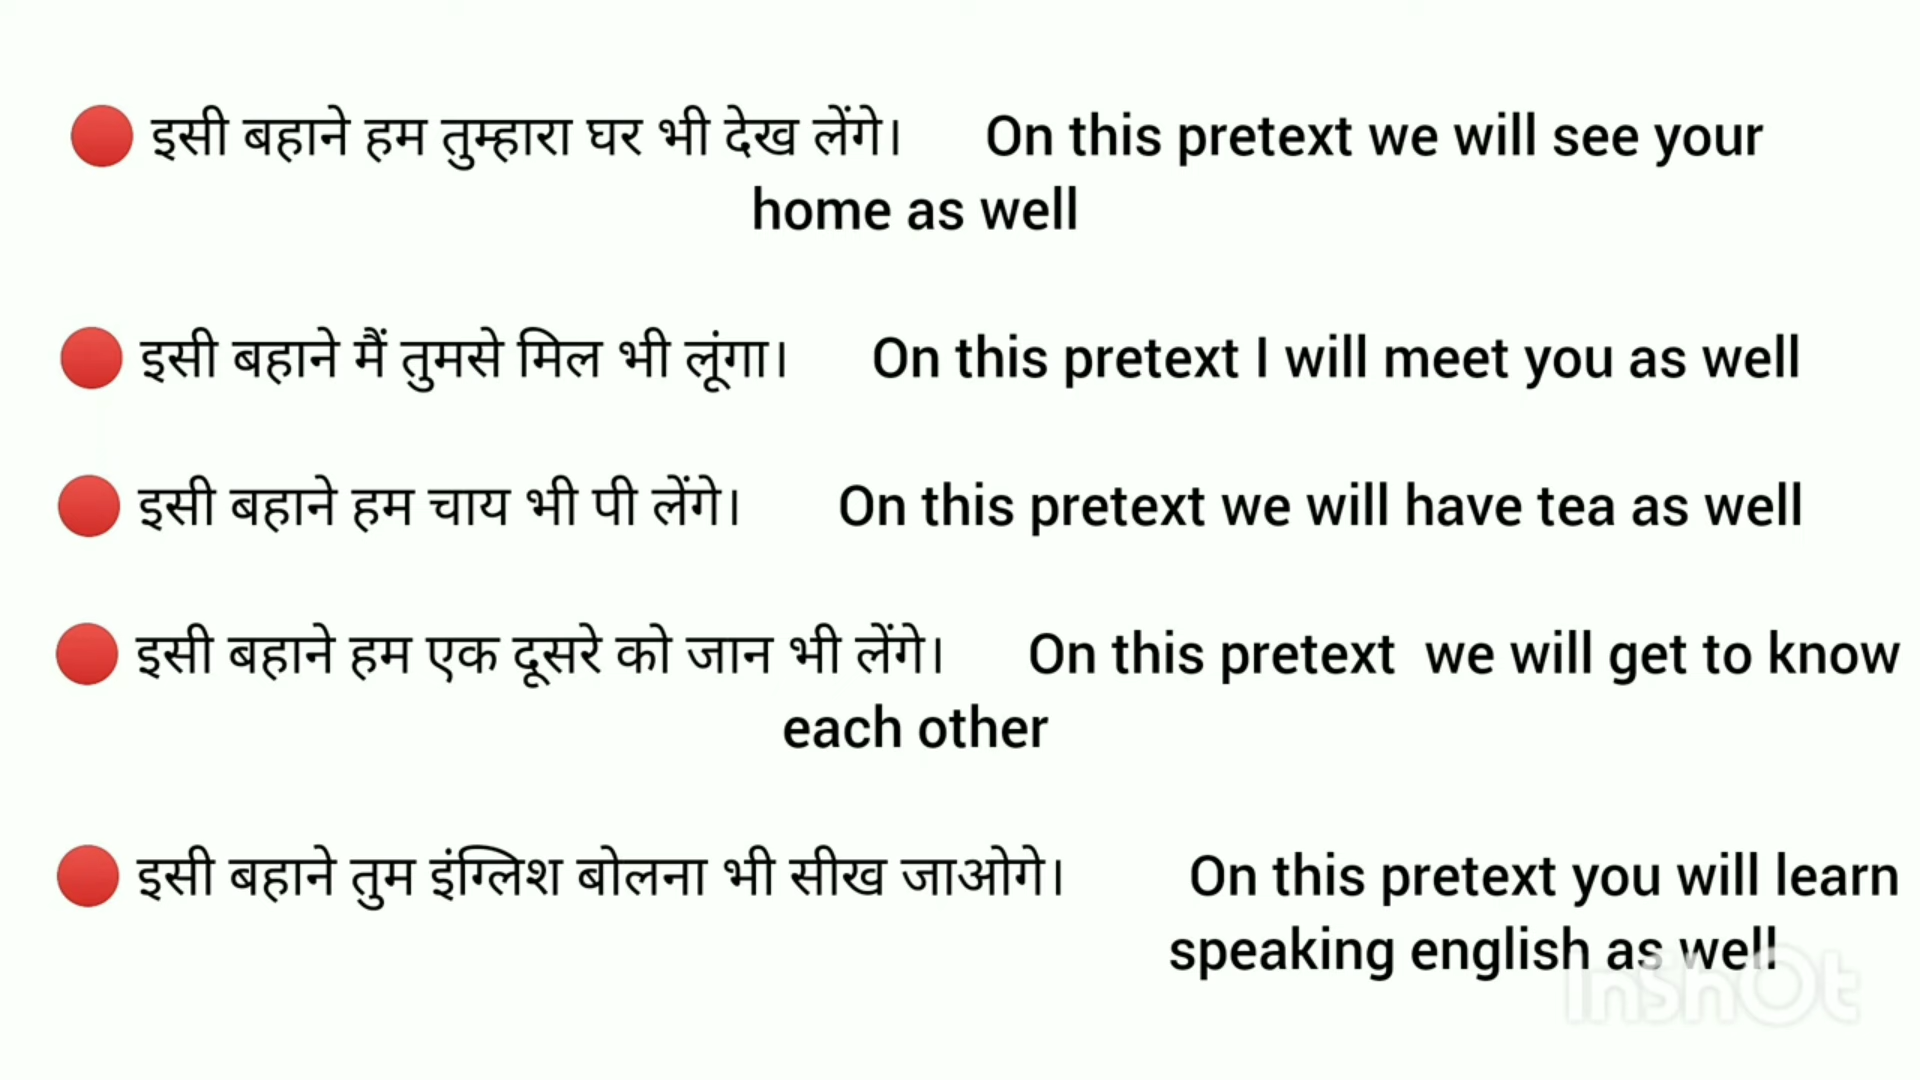 🔴 इसी बहाने हम तुम्हारा घर भी देख लेंगे। On this pretext we will see your
home as well
🔴 इसी बहाने मैं तुमसे मिल भी लूंगा। On this pretext I will meet you as well
🔴 इसी बहाने हम चाय भी पी लेंगे। On this pretext we will have tea as well
🔴 इसी बहाने हम एक दूसरे को जान भी लेंगे। On this pretext we will get to know
each other
🔴 इसी बहाने तुम इंग्लिश बोलना भी सीख जाओगे। On this pretext you will learn
speaking english as well
InShOt